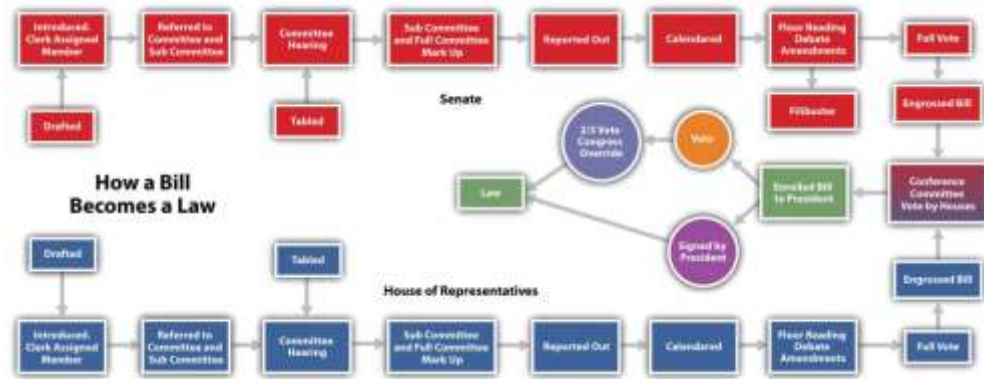 Introduced.
Clerk Assigned
Member
Referred to
Committee and
Sub Committee
Committee
Hearing
Sub Committee
and Full Committee
Mark Up
Reported Out
Calendared
Floor Reading
Debate
Amendments
Full Vote
Drafted
Tabled
Senate
Fillibuster
Engrossed Bill
2/3 Vote
Congress
Override
Veto
How a Bill
Becomes a Law
Law
Enrolled Bill
to President
Conference
Committee
Vote by Houses
Signed by
President
Drafted
Tabled
Engrossed Bill
House of Representatives
Introduced.
Clerk Assigned
Member
Referred to
Committee and
Sub Committee
Committee
Hearing
Sub Committee
and Full Committee
Mark Up
Reported Out
Calendared
Floor Reading
Debate
Amendments
Full Vote